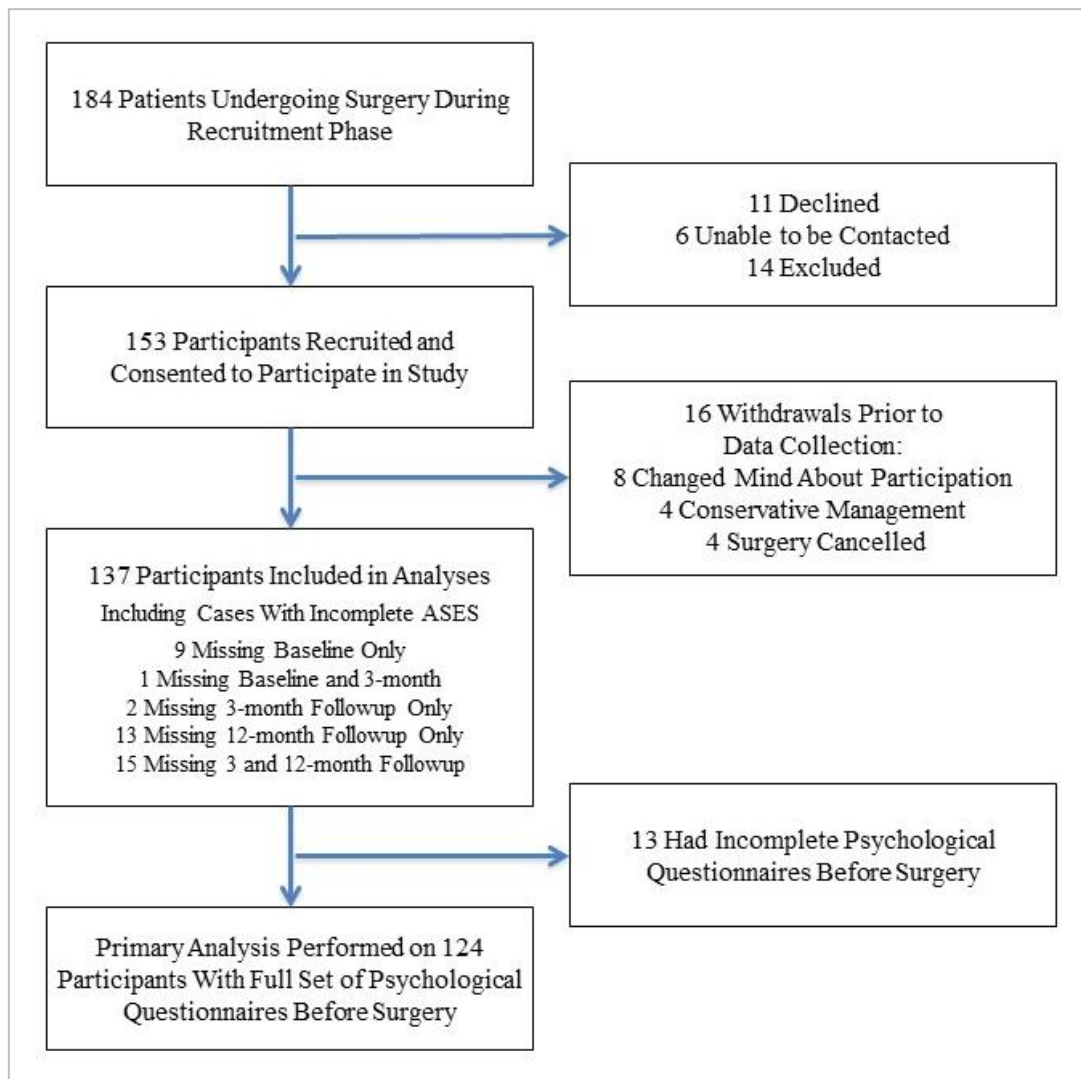 184 Patients Undergoing Surgery During
Recruitment Phase
11 Declined
6 Unable to be Contacted
14 Excluded
153 Participants Recruited and
Consented to Participate in Study
16 Withdrawals Prior to
Data Collection:
8 Changed Mind About Participation
4 Conservative Management
4 Surgery Cancelled
137 Participants Included in Analyses
Including Cases With Incomplete ASES
9 Missing Baseline Only
1 Missing Baseline and 3-month
2 Missing 3-month Followup Only
13 Missing 12-month Followup Only
15 Missing 3 and 12-month Followup
13 Had Incomplete Psychological
Questionnaires Before Surgery
Primary Analysis Performed on 124
Participants With Full Set of Psychological
Questionnaires Before Surgery